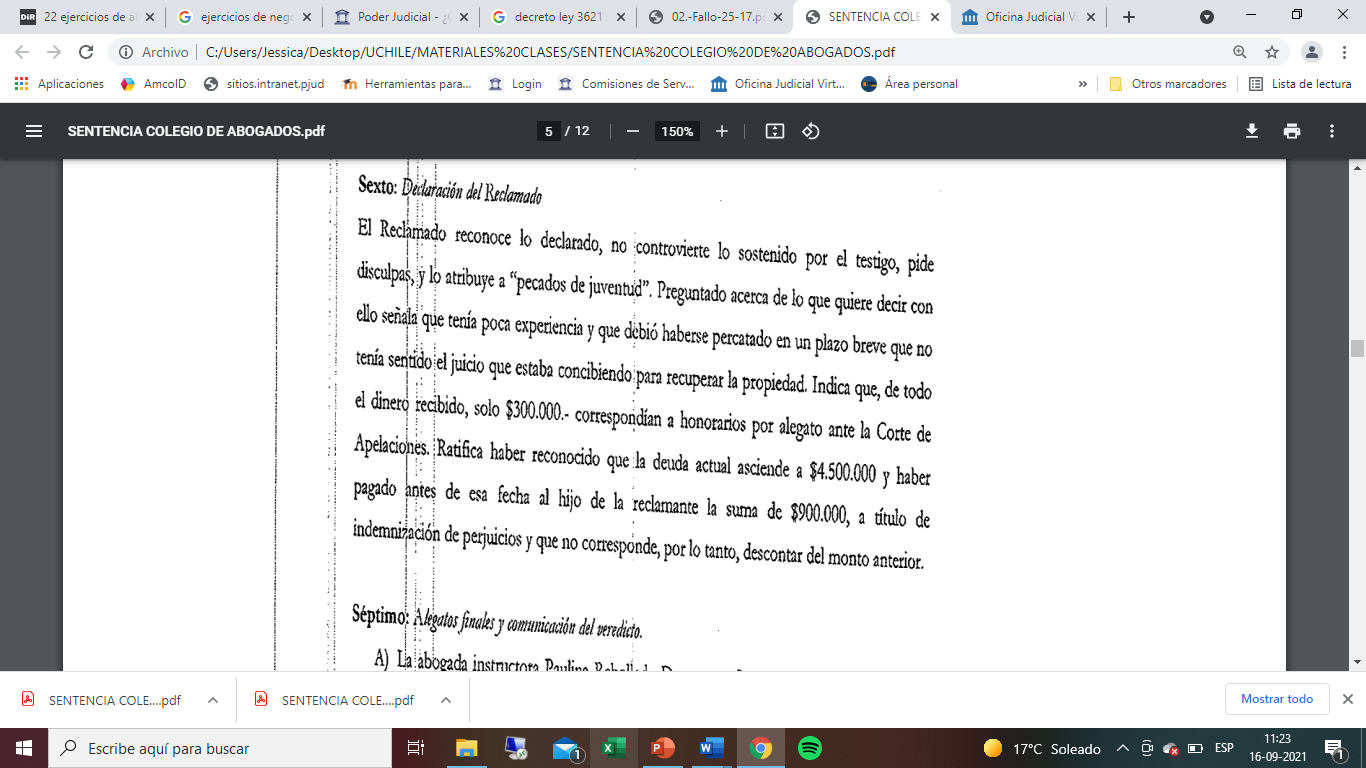 22 ejercicios de al
ejercicios de nego
Poder Judicial - ¿
decreto ley 3621
02.-Fallo-25-17.p
SENTENCIA COLE
Oficina Judicial Vi
Archivo
C:/Users/Jessica/Desktop/UCHILE/MATERIALES%20CLASES/SENTENCIA%20COLEGIO%20DE%20ABOGADOS.pdf
Aplicaciones
AmcoID
sitios.intranet.pjud
Herramientas para...
Login
Comisiones de Serv...
Oficina Judicial Virt...
Área personal
»
Otros marcadores
Lista de lectura
SENTENCIA COLEGIO DE ABOGADOS.pdf
5 / 12
150%
Sexto: Declaración del Reclamado
El Reclamado reconoce lo declarado, no controvierte lo sostenido por el testigo, pide
disculpas, y lo atribuye a “pecados de juventud”. Preguntado acerca de lo que quiere decir con
ello señala que tenía poca experiencia y que debió haberse percatado en un plazo breve que no
tenía sentido el juicio que estaba concibiendo para recuperar la propiedad. Indica que, de todo
el dinero recibido, solo $300.000.- correspondían a honorarios por alegato ante la Corte de
Apelaciones. Ratifica haber reconocido que la deuda actual asciende a $4.500.000 y haber
pagado antes de esa fecha al hijo de la reclamante la suma de $900.000, a título de
indemnización de perjuicios y que no corresponde, por lo tanto, descontar del monto anterior.
Séptimo: Alegatos finales y comunicación del veredicto.
A) La abogada instructora Paulina
SENTENCIA COLE....pdf
SENTENCIA COLE....pdf
Mostrar todo
Escribe aquí para buscar
1
17°C Soleado
ESP
11:23
16-09-2021
1